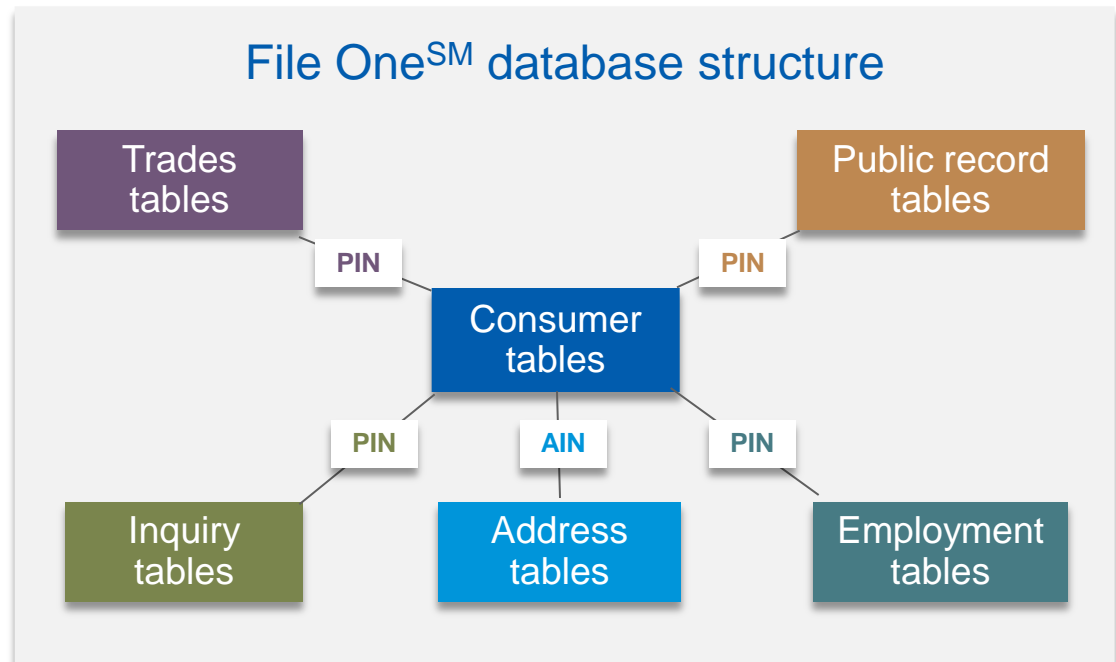 File One℠ database structure
Trades
tables
Public record
tables
PIN
PIN
Consumer
tables
PIN
AIN
PIN
Inquiry
tables
Address
tables
Employment
tables